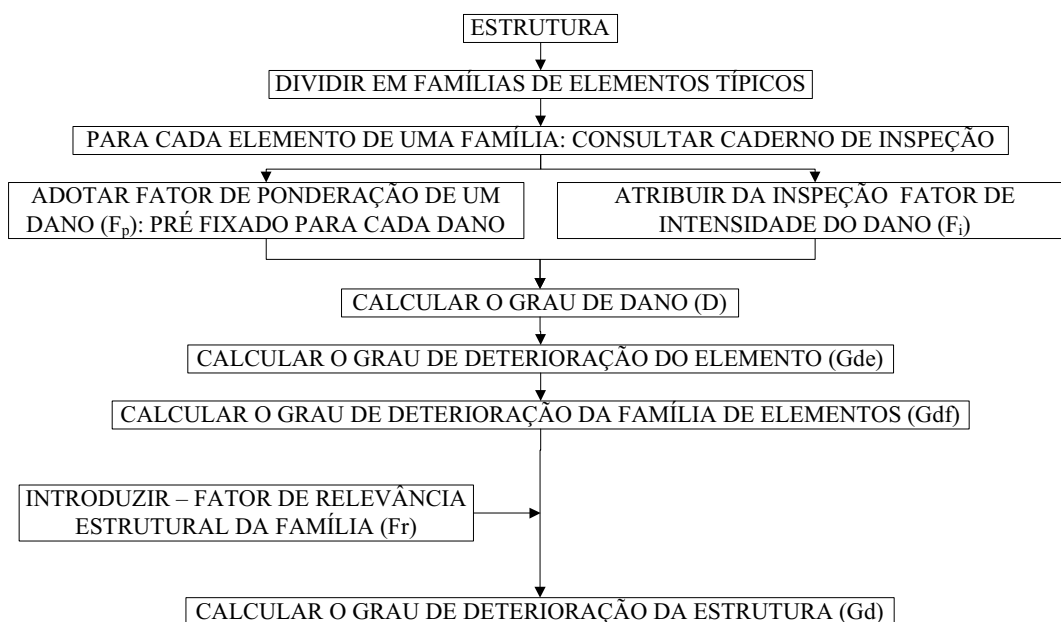 ESTRUTURA
DIVIDIR EM FAMÍLIAS DE ELEMENTOS TÍPICOS
PARA CADA ELEMENTO DE UMA FAMÍLIA: CONSULTAR CADERNO DE INSPEÇÃO
ADOTAR FATOR DE PONDERAÇÃO DE UM
DANO (Fp): PRÉ FIXADO PARA CADA DANO
ATRIBUIR DA INSPEÇÃO FATOR DE
INTENSIDADE DO DANO (Fi)
CALCULAR O GRAU DE DANO (D)
CALCULAR O GRAU DE DETERIORAÇÃO DO ELEMENTO (Gde)
CALCULAR O GRAU DE DETERIORAÇÃO DA FAMÍLIA DE ELEMENTOS (Gdf)
INTRODUZIR – FATOR DE RELEVÂNCIA
ESTRUTURAL DA FAMÍLIA (Fr)
CALCULAR O GRAU DE DETERIORAÇÃO DA ESTRUTURA (Gd)